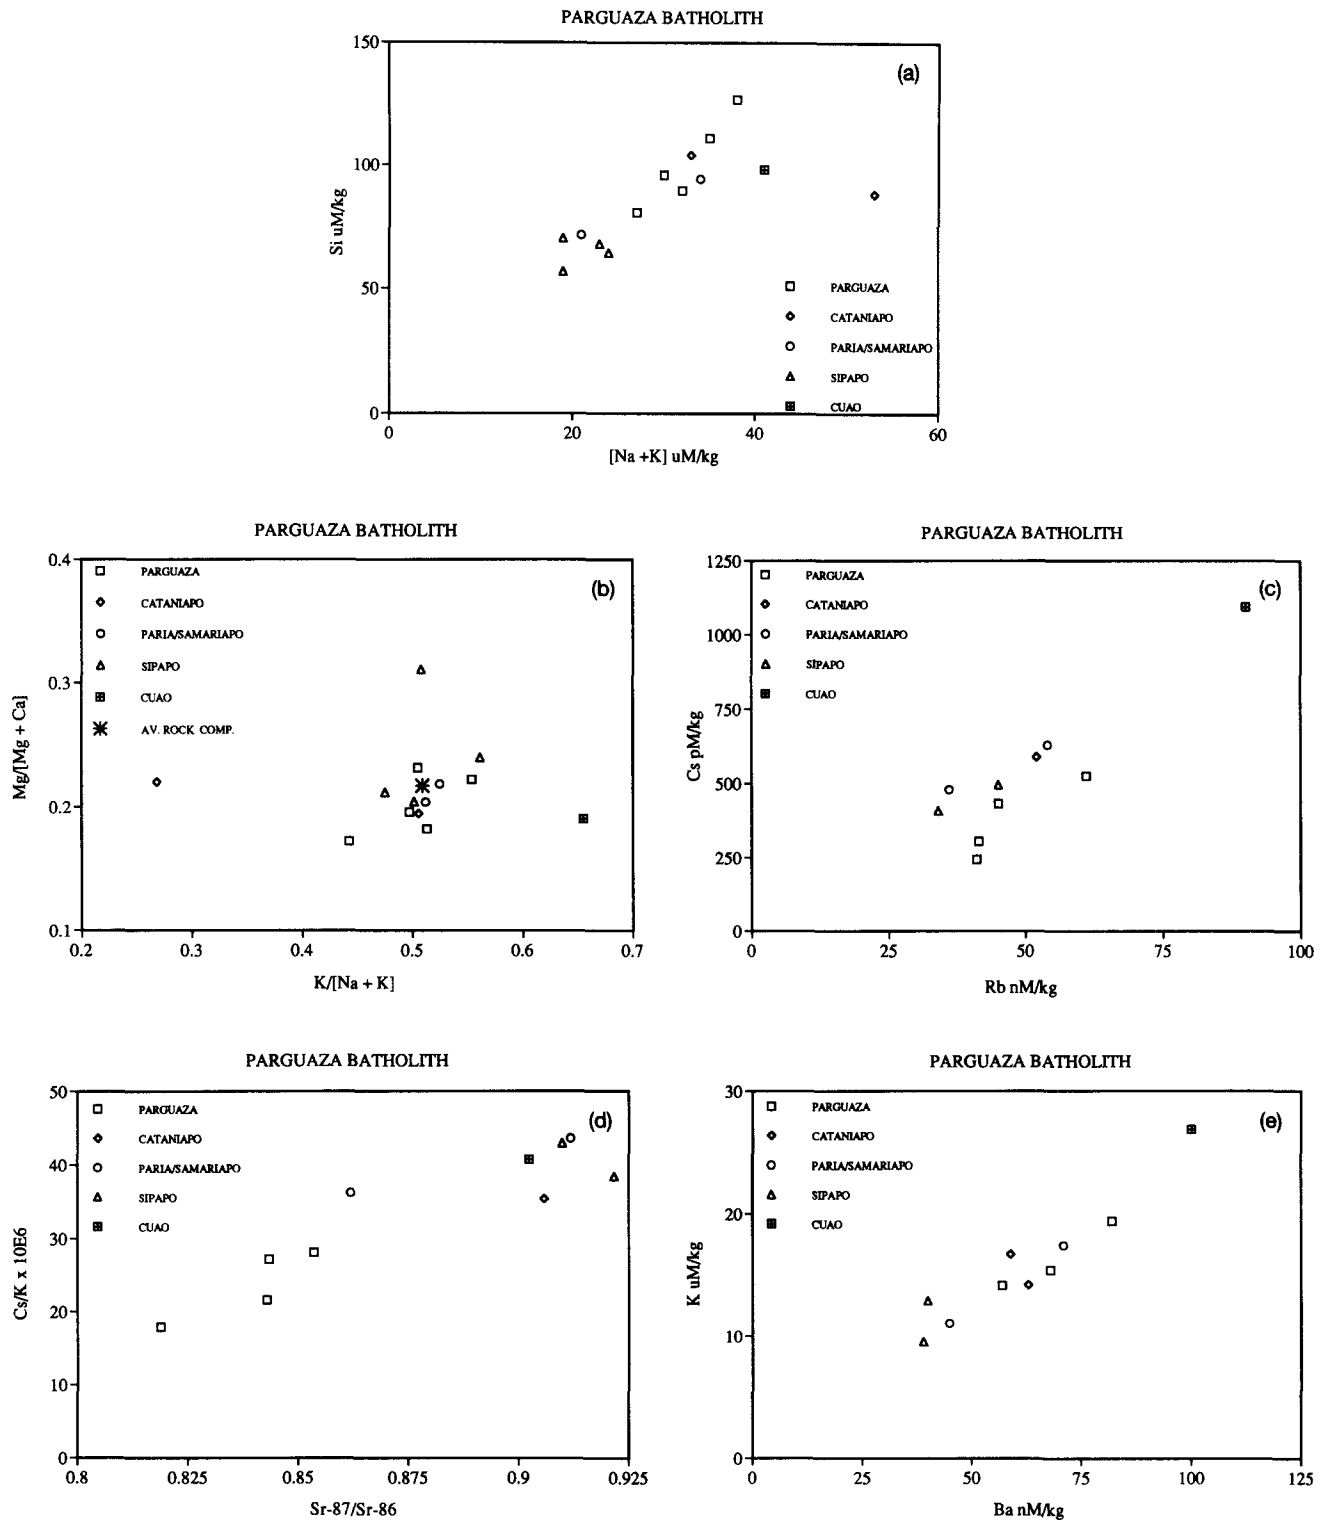 PARGUAZA BATHOLITH
150
100
50
0
Si uM/kg
(a)
PARGUAZA
CATANIAPO
PARIA/SAMARIAPO
SIPAPO
CUAO
0 20 40 60
[Na +K] uM/kg
PARGUAZA BATHOLITH
0.4
0.3
0.2
0.1
Mg/[Mg + Ca]
(b)
PARGUAZA
CATANIAPO
PARIA/SAMARIAPO
SIPAPO
CUAO
AV. ROCK COMP.
0.2 0.3 0.4 0.5 0.6 0.7
K/[Na + K]
PARGUAZA BATHOLITH
1250
1000
750
500
250
0
Cs pM/kg
(c)
PARGUAZA
CATANIAPO
PARIA/SAMARIAPO
SIPAPO
CUAO
0 25 50 75 100
Rb nM/kg
PARGUAZA BATHOLITH
50
40
30
20
10
0
Cs/K x 10E6
(d)
PARGUAZA
CATANIAPO
PARIA/SAMARIAPO
SIPAPO
CUAO
0.8 0.825 0.85 0.875 0.9 0.925
Sr-87/Sr-86
PARGUAZA BATHOLITH
30
20
10
0
K uM/kg
(e)
PARGUAZA
CATANIAPO
PARIA/SAMARIAPO
SIPAPO
CUAO
0 25 50 75 100 125
Ba nM/kg